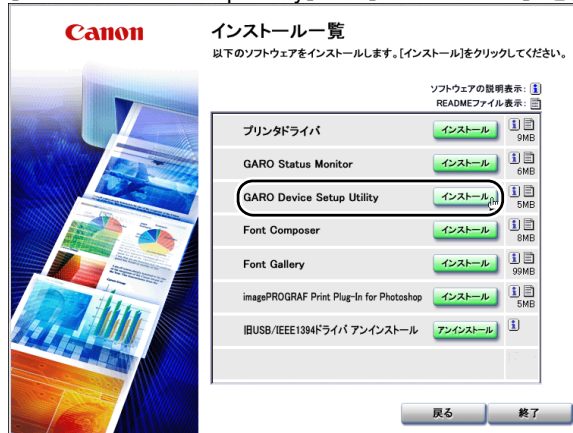 Canon
インストール一覧
以下のソフトウェアをインストールします。[インストール]をクリックしてください。
ソフトウェアの説明表示:
READMEファイル表示:
プリンタドライバ インストール 9MB
GARO Status Monitor インストール 6MB
GARO Device Setup Utility インストール 5MB
Font Composer インストール 8MB
Font Gallery インストール 99MB
imagePROGRAF Print Plug-In for Photoshop インストール 5MB
旧USB/IEEE1394ドライバ アンインストール アンインストール
戻る 終了